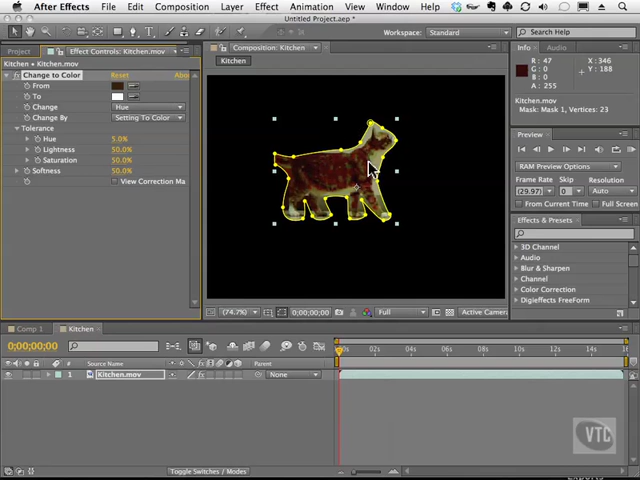 After Effects File Edit Composition Layer Effect Animation View Window Help
Untitled Project.aep *
Workspace: Standard Search Help
Project Effect Controls: Kitchen.mov
Kitchen • Kitchen.mov
Change to Color Reset Abou
From
To
Change Hue
Change By Setting To Color
Tolerance
Hue 5.0%
Lightness 50.0%
Saturation 50.0%
Softness 50.0%
View Correction Ma
Composition: Kitchen
Kitchen
(74.7%) 0;00;00;00 Full Active Camera
Info Audio
R : 47
G : 0
B : 0
A : 255
X : 346
Y : 188
Kitchen.mov
Mask: Mask 1, Vertices: 23
Preview
RAM Preview Options
Frame Rate Skip Resolution
(29.97) 0 Auto
From Current Time Full Screen
Effects & Presets
3D Channel
Audio
Blur & Sharpen
Channel
Color Correction
Digieffects FreeForm
Comp 1 Kitchen
0;00;00;00
# Source Name Parent
1 Kitchen.mov None
02s 04s 06s 08s 10s 12s 14s 16
Toggle Switches / Modes
VTC